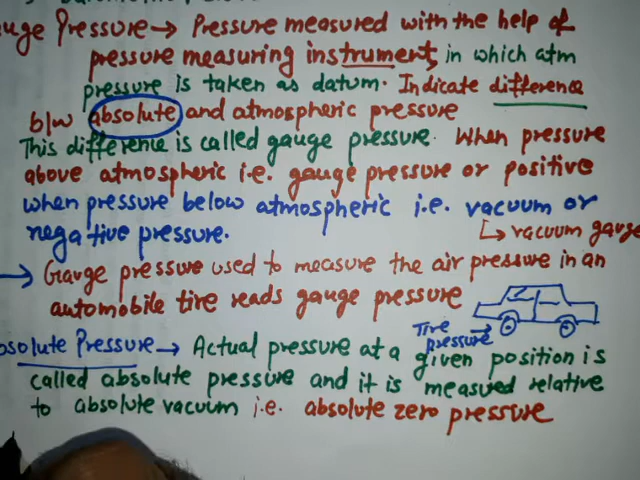 uge Pressure → Pressure measured with the help of
pressure measuring instrument, in which atm
pressure is taken as datum. Indicate difference
b/w absolute and atmospheric pressure
This difference is called gauge pressure. When pressure
above atmospheric i.e. gauge pressure or positive
when pressure below atmospheric i.e. vacuum or
negative pressure.
↳ vacuum gauge
→ Gauge pressure used to measure the air pressure in an
automobile tire reads gauge pressure
Tire
pressure →
bsolute Pressure → Actual pressure at a given position is
called absolute pressure and it is measured relative
to absolute vacuum i.e. absolute zero pressure